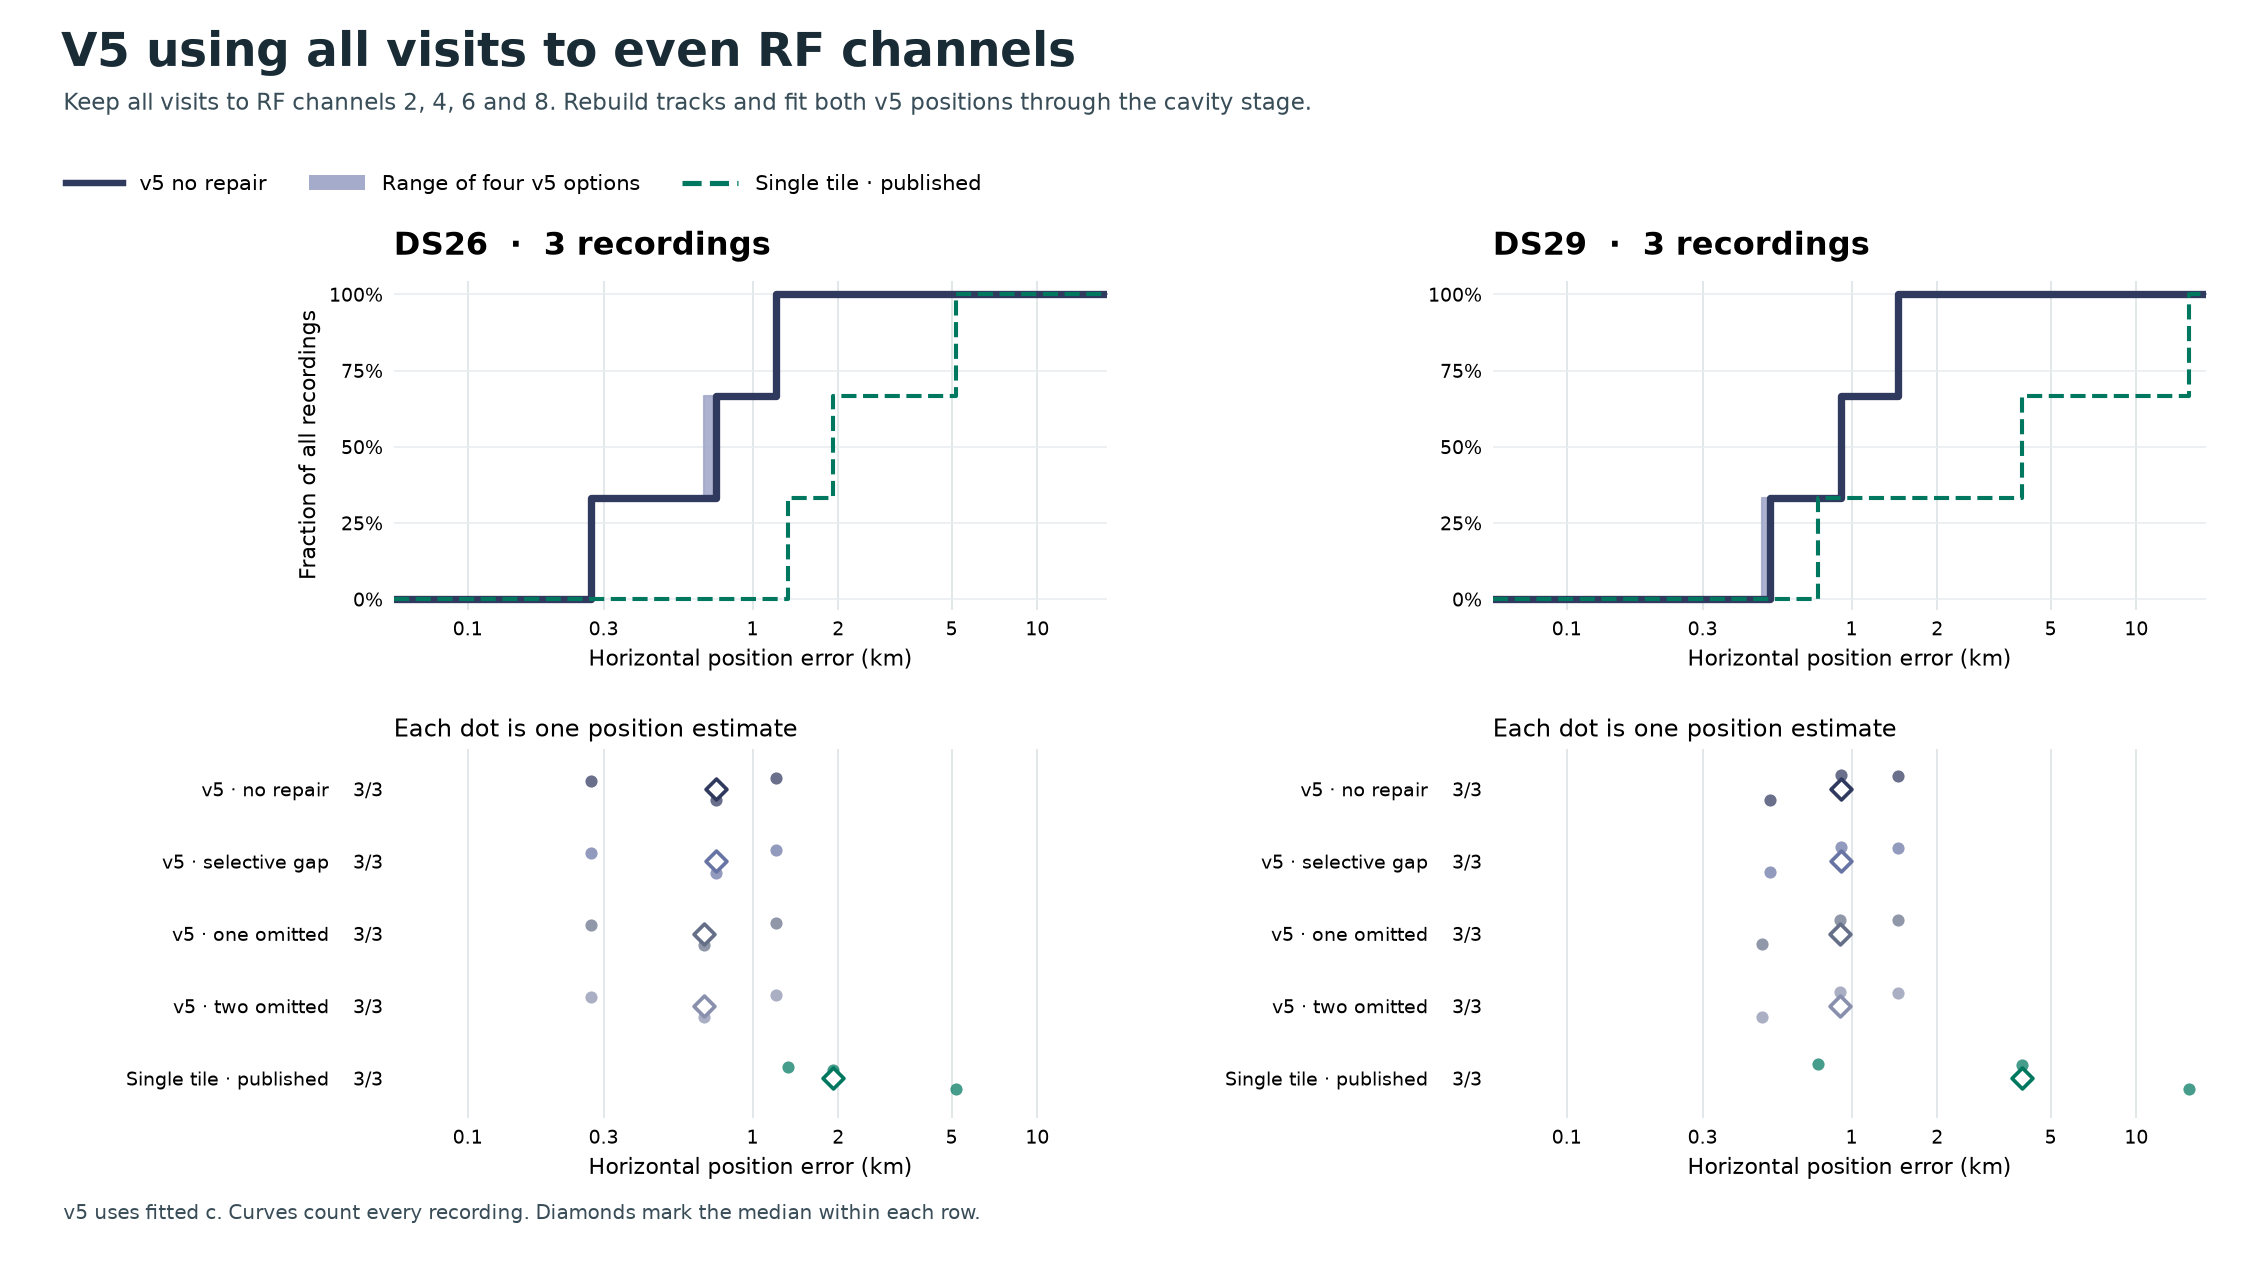 V5 using all visits to even RF channels
Keep all visits to RF channels 2, 4, 6 and 8. Rebuild tracks and fit both v5 positions through the cavity stage.
v5 no repair
Range of four v5 options
Single tile · published
DS26 · 3 recordings
Fraction of all recordings
100%
75%
50%
25%
0%
0.1 0.3 1 2 5 10
Horizontal position error (km)
DS29 · 3 recordings
100%
75%
50%
25%
0%
0.1 0.3 1 2 5 10
Horizontal position error (km)
Each dot is one position estimate
v5 · no repair 3/3
v5 · selective gap 3/3
v5 · one omitted 3/3
v5 · two omitted 3/3
Single tile · published 3/3
0.1 0.3 1 2 5 10
Horizontal position error (km)
Each dot is one position estimate
v5 · no repair 3/3
v5 · selective gap 3/3
v5 · one omitted 3/3
v5 · two omitted 3/3
Single tile · published 3/3
0.1 0.3 1 2 5 10
Horizontal position error (km)
v5 uses fitted c. Curves count every recording. Diamonds mark the median within each row.